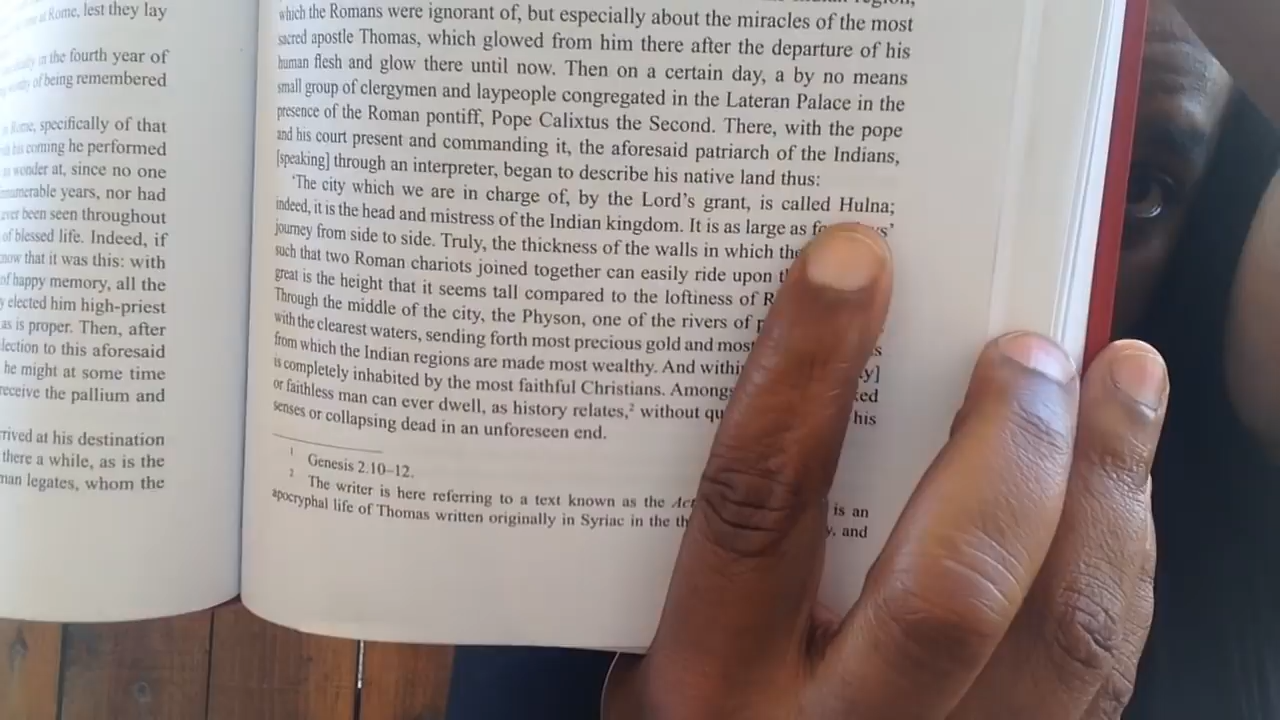 at Rome, lest they lay
in the fourth year of
of being remembered
Rome, specifically of that
his coming he performed
wonder at, since no one
innumerable years, nor had
ever been seen throughout
of blessed life. Indeed, if
now that it was this: with
of happy memory, all the
elected him high-priest
as is proper. Then, after
election to this aforesaid
he might at some time
receive the pallium and
arrived at his destination
there a while, as is the
legates, whom the
region,
which the Romans were ignorant of, but especially about the miracles of the most
sacred apostle Thomas, which glowed from him there after the departure of his
human flesh and glow there until now. Then on a certain day, a by no means
small group of clergymen and laypeople congregated in the Lateran Palace in the
presence of the Roman pontiff, Pope Calixtus the Second. There, with the pope
and his court present and commanding it, the aforesaid patriarch of the Indians,
[speaking] through an interpreter, began to describe his native land thus:
'The city which we are in charge of, by the Lord's grant, is called Hulna;
indeed, it is the head and mistress of the Indian kingdom. It is as large as
journey from side to side. Truly, the thickness of the walls in which
such that two Roman chariots joined together can easily ride upon
great is the height that it seems tall compared to the loftiness of
Through the middle of the city, the Physon, one of the rivers of
with the clearest waters, sending forth most precious gold and most
from which the Indian regions are made most wealthy. And within
is completely inhabited by the most faithful Christians.
or faithless man can ever dwell, as history relates,² without his
senses or collapsing dead in an unforeseen end.
¹ Genesis 2.10–12.
² The writer is here referring to a text known as the is an
apocryphal life of Thomas written originally in Syriac in the and